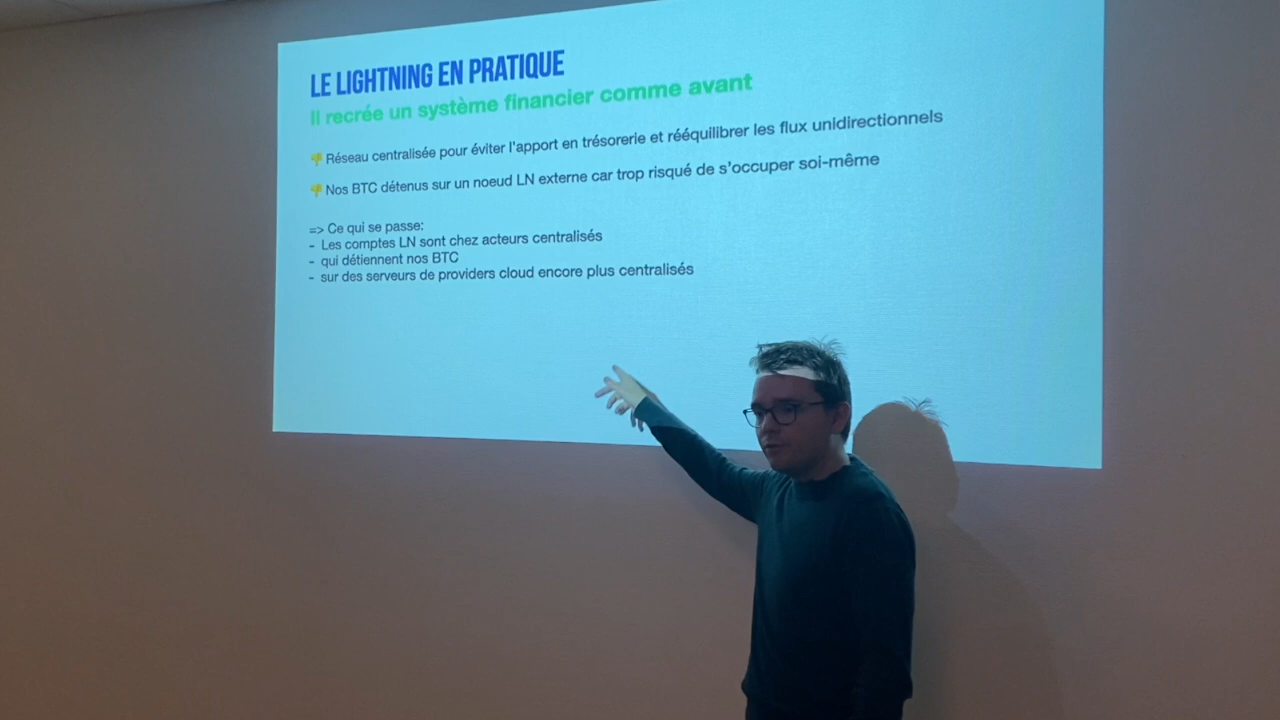 LE LIGHTNING EN PRATIQUE
Il recrée un système financier comme avant
👎 Réseau centralisée pour éviter l'apport en trésorerie et rééquilibrer les flux unidirectionnels
👎 Nos BTC détenus sur un noeud LN externe car trop risqué de s'occuper soi-même
=> Ce qui se passe:
- Les comptes LN sont chez acteurs centralisés
- qui détiennent nos BTC
- sur des serveurs de providers cloud encore plus centralisés